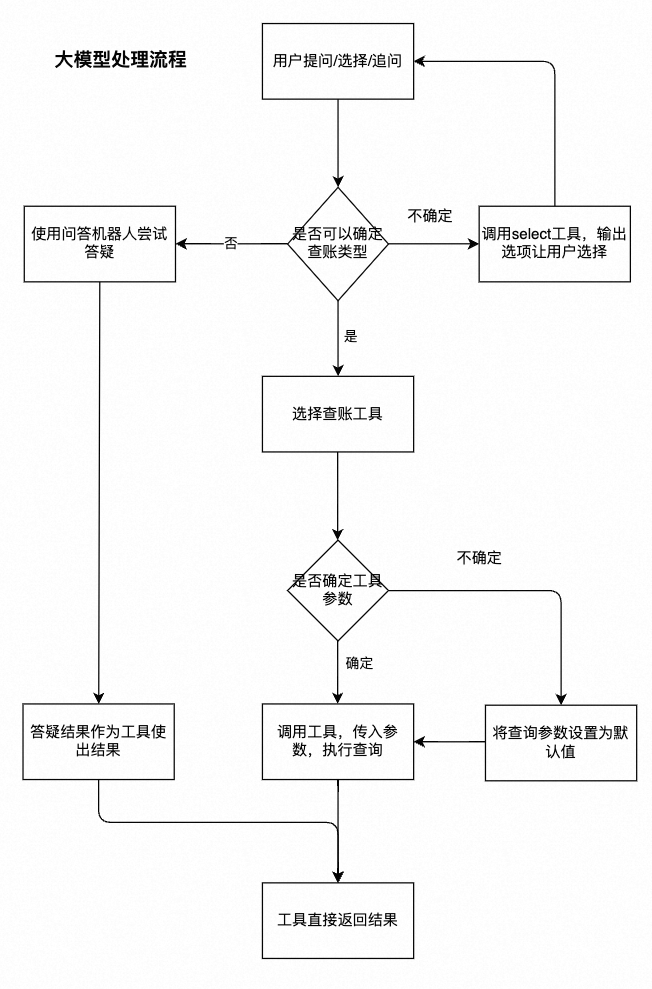 大模型处理流程
用户提问/选择/追问
使用问答机器人尝试
答疑
否
是否可以确定
查账类型
不确定
调用select工具，输出
选项让用户选择
是
选择查账工具
是否确定工具
参数
不确定
确定
答疑结果作为工具使
出结果
调用工具，传入参
数，执行查询
将查询参数设置为默
认值
工具直接返回结果